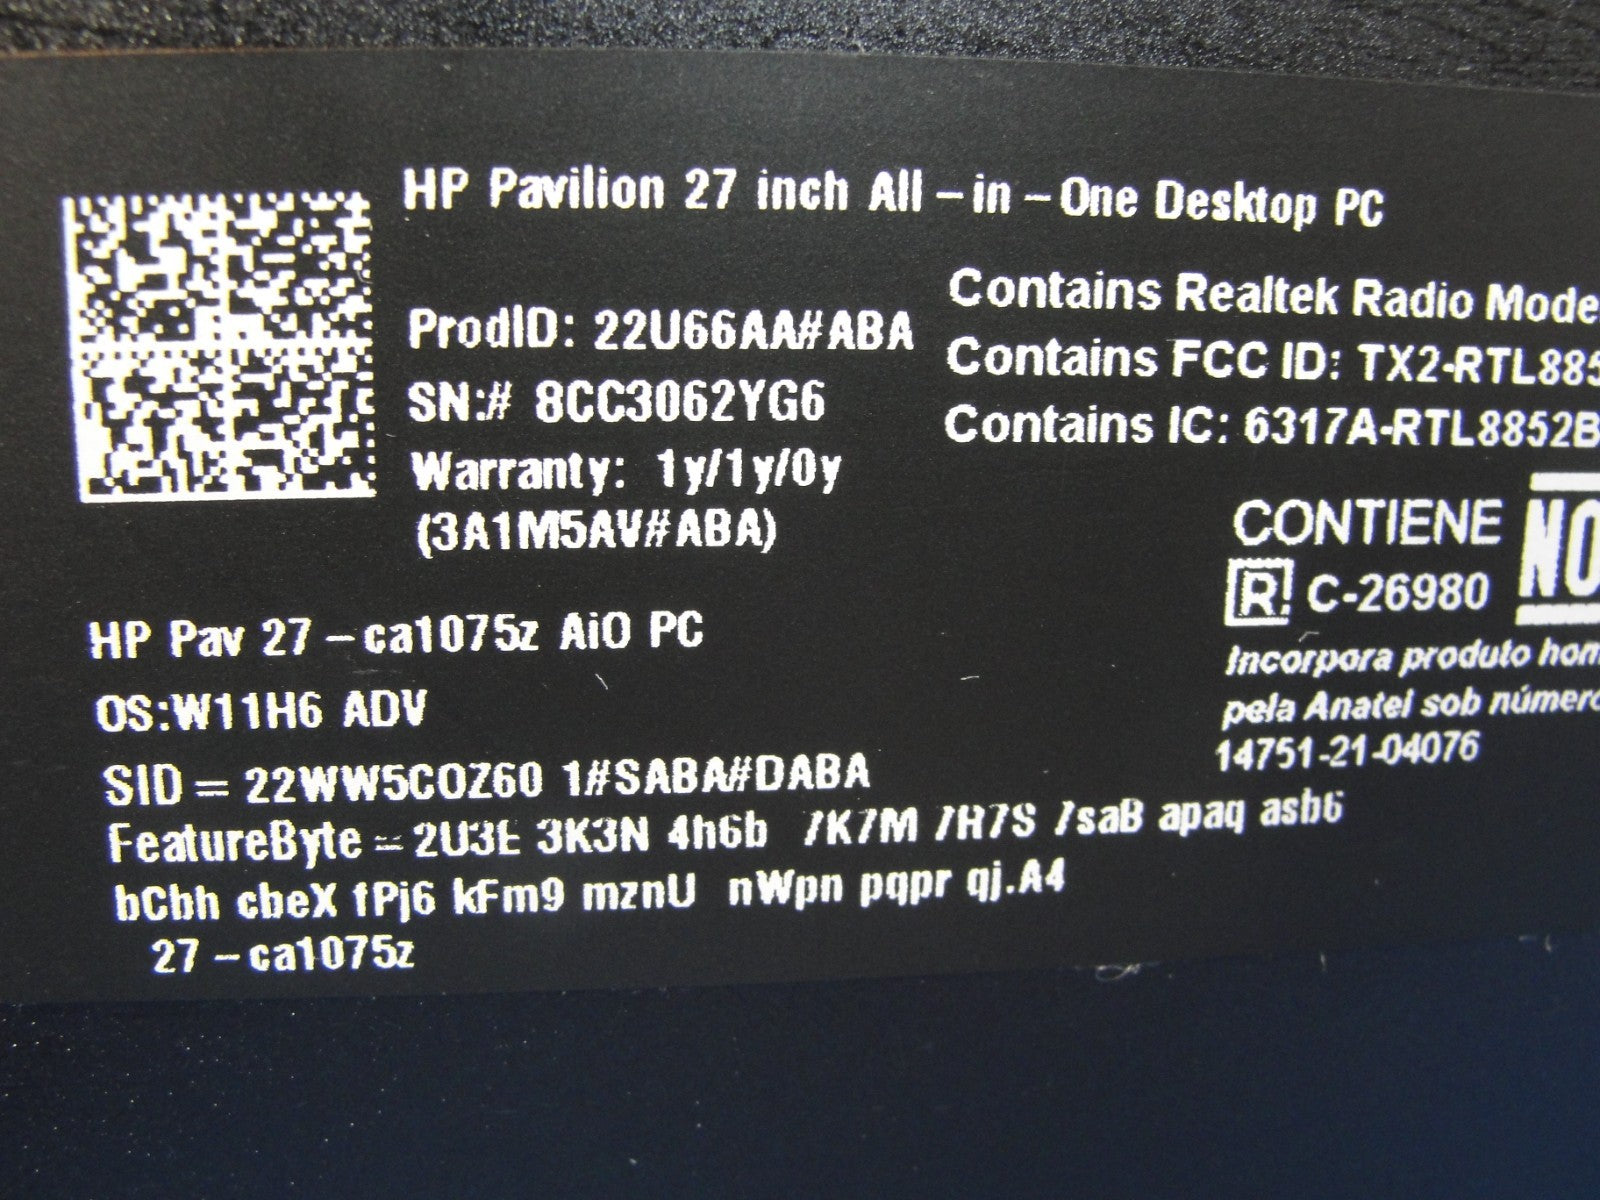 HP Pavilion 27 inch All-in-One Desktop PC
ProdID: 22U66AA#ABA
SN:# 8CC3062YG6
Warranty: 1y/1y/0y
(3A1M5AV#ABA)
Contains Realtek Radio Mode
Contains FCC ID: TX2-RTL885
Contains IC: 6317A-RTL8852B
CONTIENE
R C-26980
NO
Incorpora produto hom
pela Anatel sob número
14751-21-04076
HP Pav 27-ca1075z AiO PC
OS:W11H6 ADV
SID = 22WW5COZ60 1#SABA#DABA
FeatureByte = 2U3E 3K3N 4h6b 7K7M 7H7S 7saB apaq asb6
bCbh cbeX fPj6 kFm9 mznU nWpn pqpr qj.A4
27-ca1075z